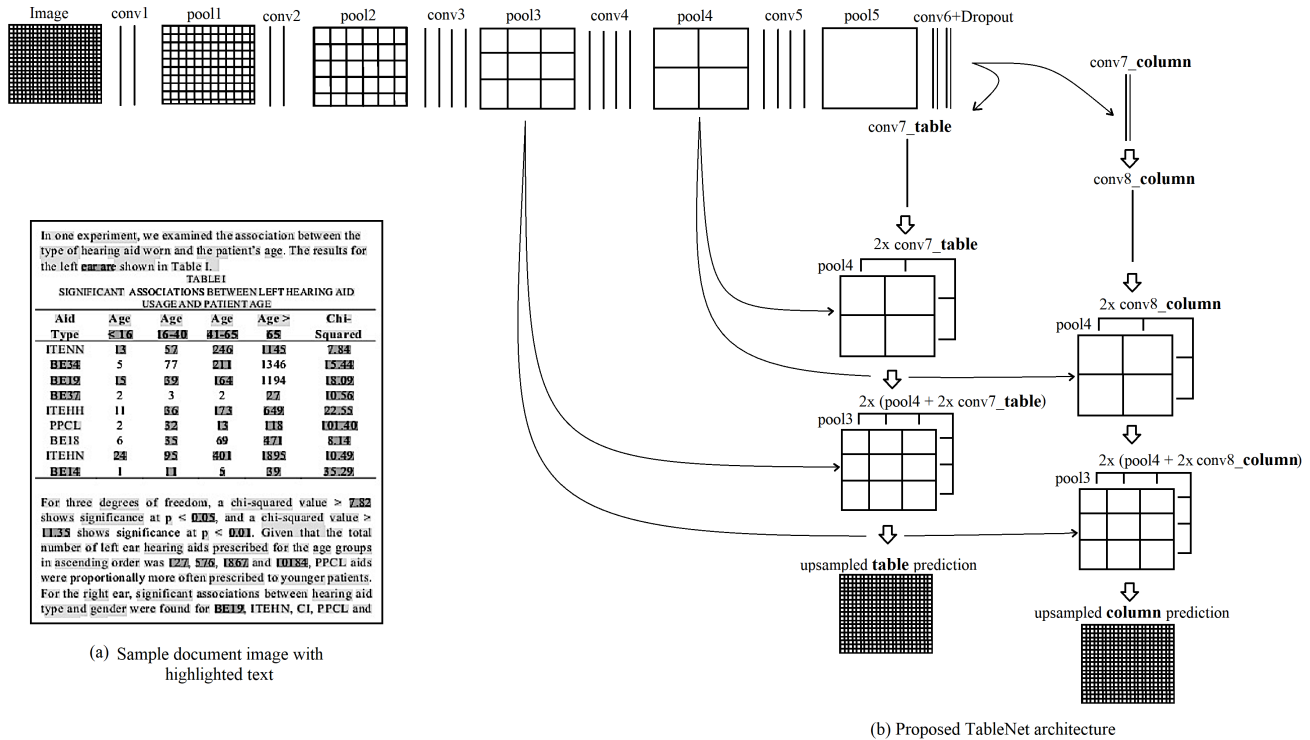 Image conv1 pool1 conv2 pool2 conv3 pool3 conv4 pool4 conv5 pool5 conv6+Dropout
conv7_column
conv7_table
conv8_column
2x conv7_table
pool4
2x conv8_column
pool4
2x (pool4 + 2x conv7_table)
pool3
2x (pool4 + 2x conv8_column)
pool3
upsampled table prediction
upsampled column prediction
In one experiment, we examined the association between the
type of hearing aid worn and the patient's age. The results for
the left ear are shown in Table I.
TABLE I
SIGNIFICANT ASSOCIATIONS BETWEEN LEFT HEARING AID
USAGE AND PATIENT AGE
Aid Age Age Age Age > Chi-
Type < 16 16-40 41-65 65 Squared
ITENN 13 57 246 1145 7.84
BE34 5 77 211 1346 15.44
BE19 15 39 164 1194 18.09
BE37 2 3 2 27 10.56
ITEHH 11 36 173 649 22.55
PPCL 2 32 13 118 101.40
BE18 6 35 69 471 8.14
ITEHN 24 95 401 1895 10.49
BE14 1 11 5 39 35.29
For three degrees of freedom, a chi-squared value > 7.82
shows significance at p < 0.05, and a chi-squared value >
11.35 shows significance at p < 0.01. Given that the total
number of left ear hearing aids prescribed for the age groups
in ascending order was 127, 576, 1867 and 10184, PPCL aids
were proportionally more often prescribed to younger patients.
For the right ear, significant associations between hearing aid
type and gender were found for BE19, ITEHN, CI, PPCL and
(a) Sample document image with
highlighted text
(b) Proposed TableNet architecture